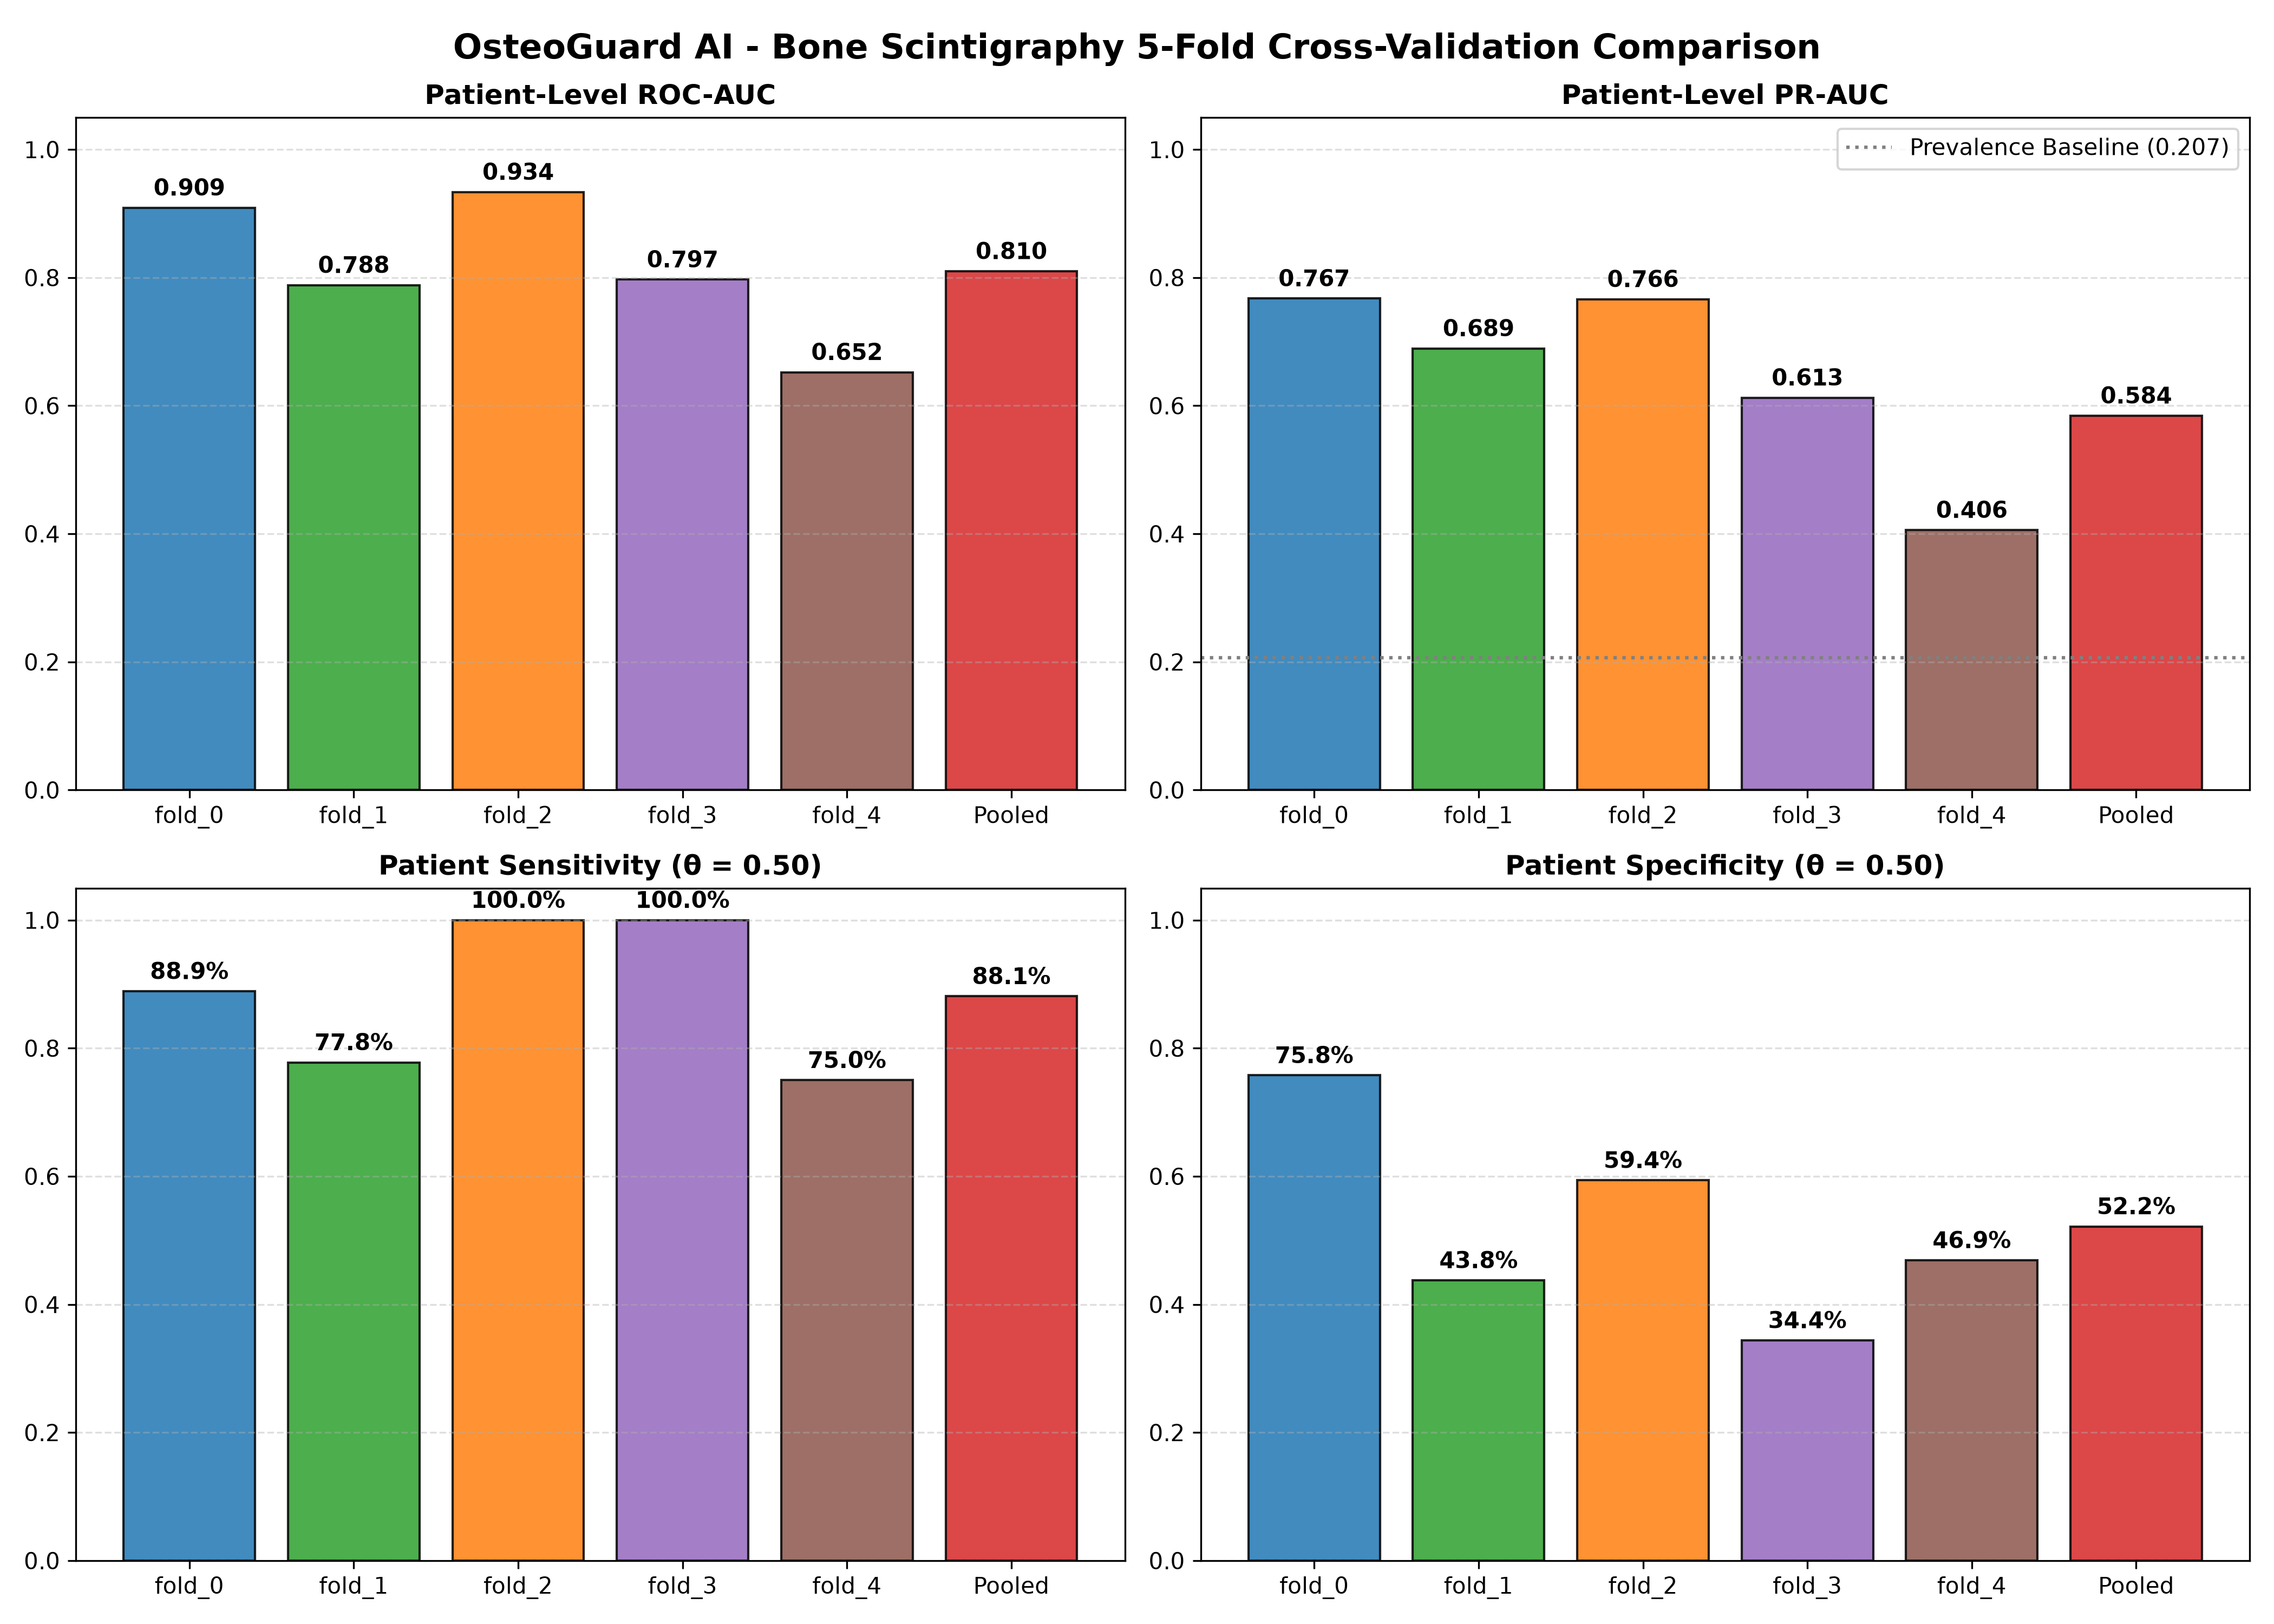 OsteoGuard AI - Bone Scintigraphy 5-Fold Cross-Validation Comparison
Patient-Level ROC-AUC
1.0
0.8
0.6
0.4
0.2
0.0
0.909
0.788
0.934
0.797
0.652
0.810
fold_0
fold_1
fold_2
fold_3
fold_4
Pooled
Patient-Level PR-AUC
Prevalence Baseline (0.207)
1.0
0.8
0.6
0.4
0.2
0.0
0.767
0.689
0.766
0.613
0.406
0.584
fold_0
fold_1
fold_2
fold_3
fold_4
Pooled
Patient Sensitivity (θ = 0.50)
1.0
0.8
0.6
0.4
0.2
0.0
88.9%
77.8%
100.0%
100.0%
75.0%
88.1%
fold_0
fold_1
fold_2
fold_3
fold_4
Pooled
Patient Specificity (θ = 0.50)
1.0
0.8
0.6
0.4
0.2
0.0
75.8%
43.8%
59.4%
34.4%
46.9%
52.2%
fold_0
fold_1
fold_2
fold_3
fold_4
Pooled